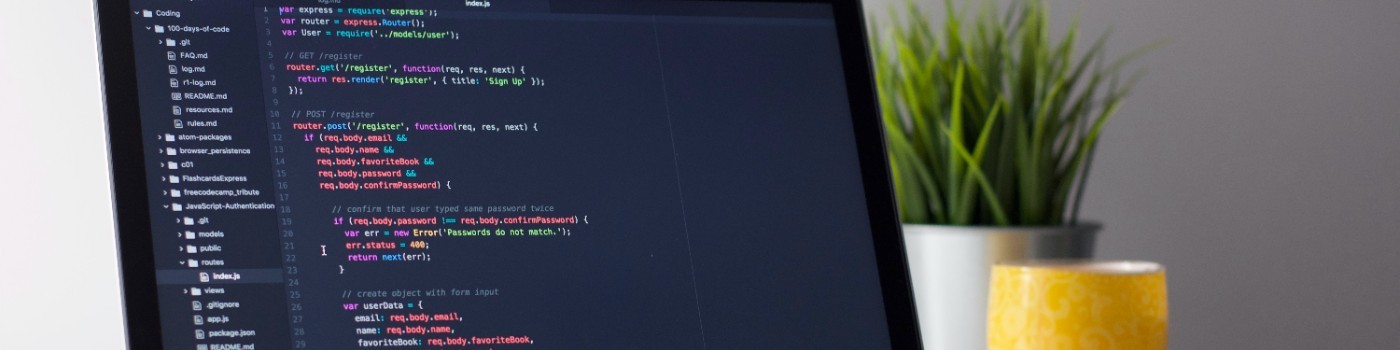 index.js
Coding
100-days-of-code
.git
FAQ.md
log.md
r1-log.md
README.md
resources.md
rules.md
atom-packages
browser_persistence
c01
FlashcardsExpress
freecodecamp_tribute
JavaScript-Authentication
.git
models
public
routes
index.js
views
.gitignore
app.js
package.json
README.md
1 var express = require('express');
2 var router = express.Router();
3 var User = require('../models/user');
4
5 // GET /register
6 router.get('/register', function(req, res, next) {
7 return res.render('register', { title: 'Sign Up' });
8 });
9
10 // POST /register
11 router.post('/register', function(req, res, next) {
12 if (req.body.email &&
13 req.body.name &&
14 req.body.favoriteBook &&
15 req.body.password &&
16 req.body.confirmPassword) {
17
18 // confirm that user typed same password twice
19 if (req.body.password !== req.body.confirmPassword) {
20 var err = new Error('Passwords do not match.');
21 err.status = 400;
22 return next(err);
23 }
24
25 // create object with form input
26 var userData = {
27 email: req.body.email,
28 name: req.body.name,
29 favoriteBook: req.body.favoriteBook,